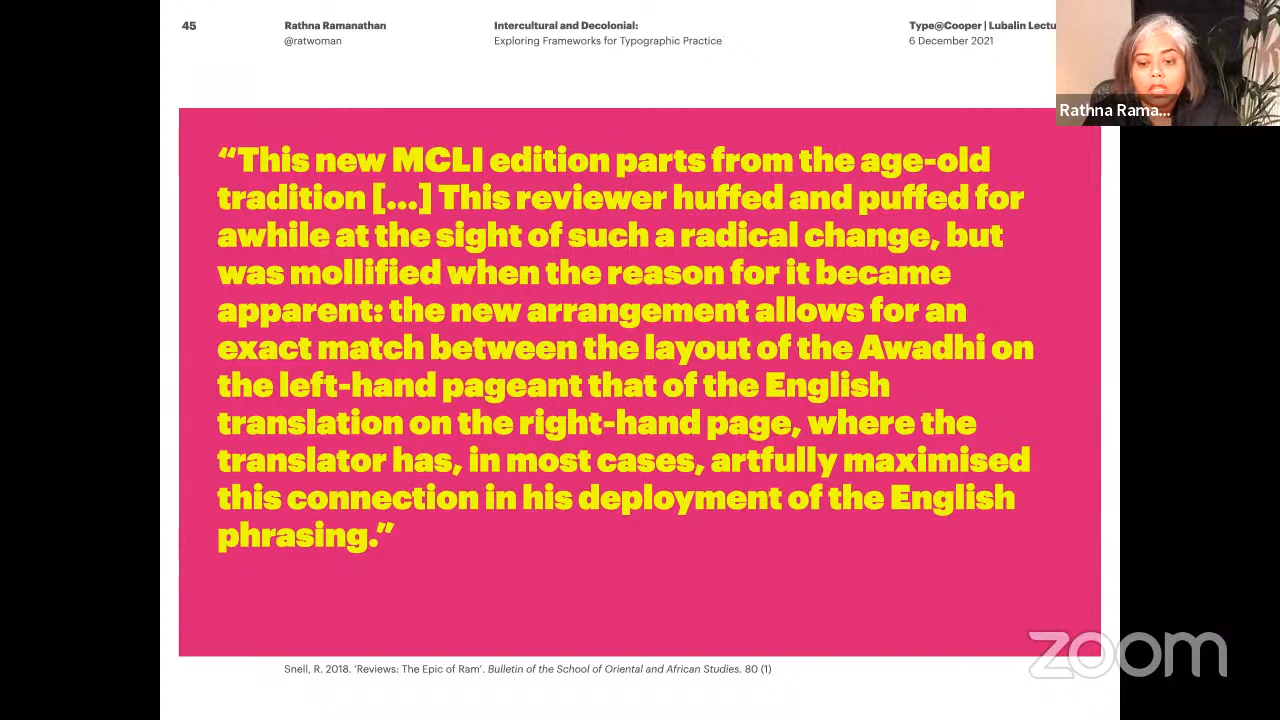 45
Rathna Ramanathan
@ratwoman
Intercultural and Decolonial:
Exploring Frameworks for Typographic Practice
Type@Cooper | Lubalin Lectu
6 December 2021
Rathna Rama...
“This new MCLI edition parts from the age-old
tradition [...] This reviewer huffed and puffed for
awhile at the sight of such a radical change, but
was mollified when the reason for it became
apparent: the new arrangement allows for an
exact match between the layout of the Awadhi on
the left-hand pageant that of the English
translation on the right-hand page, where the
translator has, in most cases, artfully maximised
this connection in his deployment of the English
phrasing.”
Snell, R. 2018. ‘Reviews: The Epic of Ram’. Bulletin of the School of Oriental and African Studies. 80 (1)
zoom